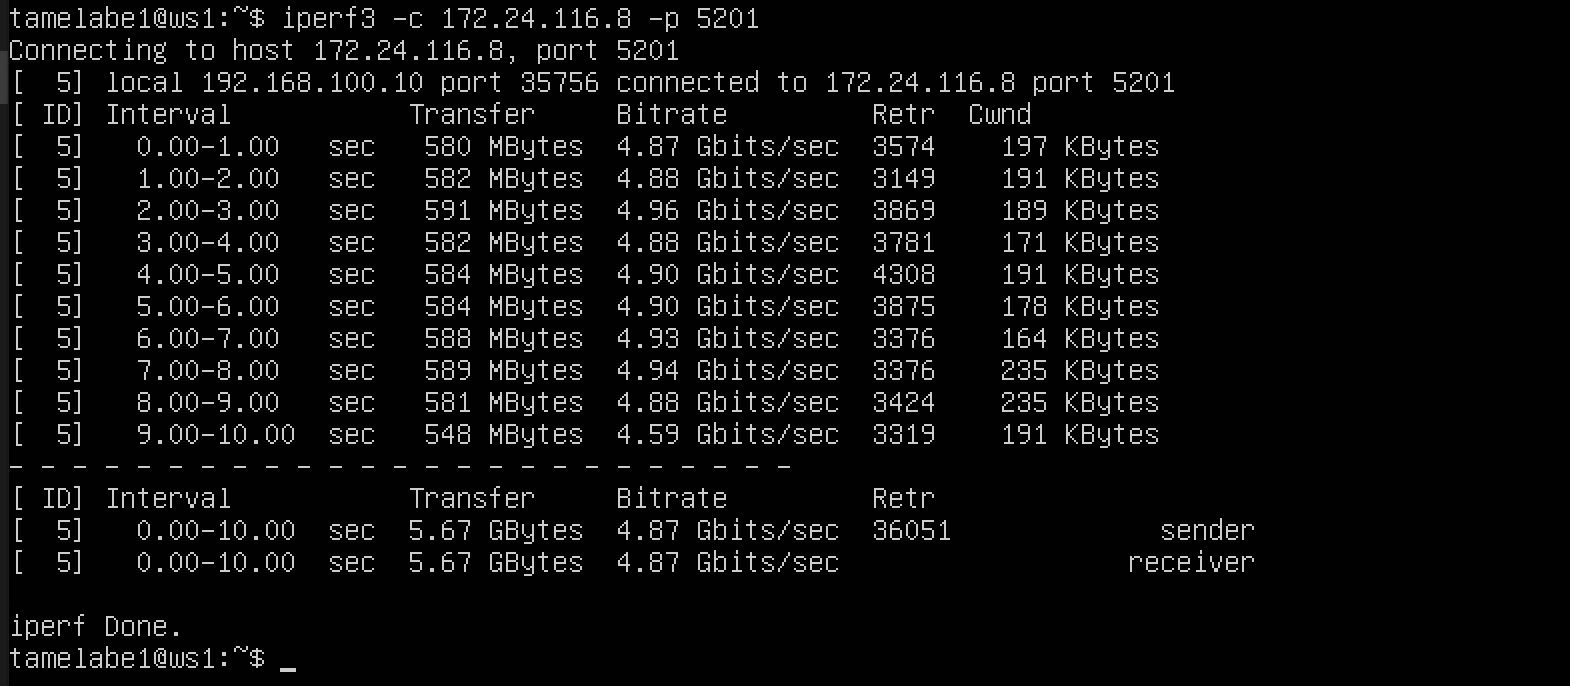 tamelabe1@ws1:~$ iperf3 -c 172.24.116.8 -p 5201
Connecting to host 172.24.116.8, port 5201
[  5] local 192.168.100.10 port 35756 connected to 172.24.116.8 port 5201
[ ID] Interval           Transfer     Bitrate         Retr  Cwnd
[  5]   0.00-1.00   sec   580 MBytes  4.87 Gbits/sec  3574    197 KBytes
[  5]   1.00-2.00   sec   582 MBytes  4.88 Gbits/sec  3149    191 KBytes
[  5]   2.00-3.00   sec   591 MBytes  4.96 Gbits/sec  3869    189 KBytes
[  5]   3.00-4.00   sec   582 MBytes  4.88 Gbits/sec  3781    171 KBytes
[  5]   4.00-5.00   sec   584 MBytes  4.90 Gbits/sec  4308    191 KBytes
[  5]   5.00-6.00   sec   584 MBytes  4.90 Gbits/sec  3875    178 KBytes
[  5]   6.00-7.00   sec   588 MBytes  4.93 Gbits/sec  3376    164 KBytes
[  5]   7.00-8.00   sec   589 MBytes  4.94 Gbits/sec  3376    235 KBytes
[  5]   8.00-9.00   sec   581 MBytes  4.88 Gbits/sec  3424    235 KBytes
[  5]   9.00-10.00  sec   548 MBytes  4.59 Gbits/sec  3319    191 KBytes
- - - - - - - - - - - - - - - - - - - - - - - - -
[ ID] Interval           Transfer     Bitrate         Retr
[  5]   0.00-10.00  sec  5.67 GBytes  4.87 Gbits/sec  36051             sender
[  5]   0.00-10.00  sec  5.67 GBytes  4.87 Gbits/sec                  receiver
iperf Done.
tamelabe1@ws1:~$ _